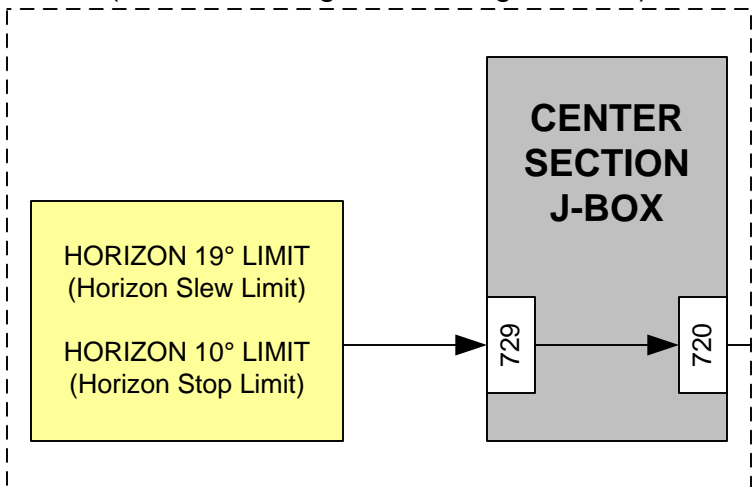 HORIZON 19° LIMIT
(Horizon Slew Limit)
HORIZON 10° LIMIT
(Horizon Stop Limit)
CENTER
SECTION
J-BOX
729
720